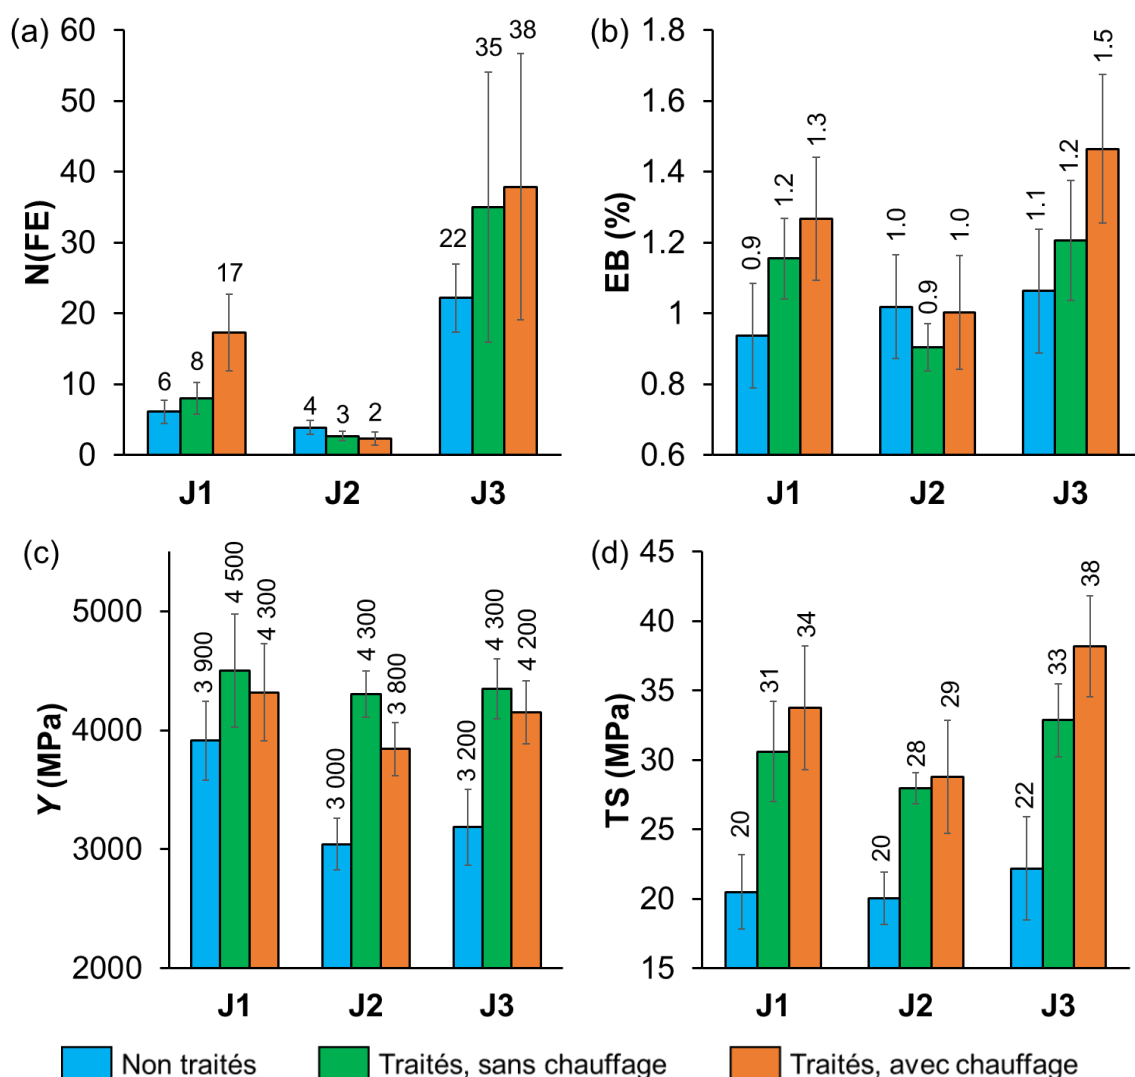 (a)
N(FE)
60
50
40
30
20
10
0
6
8
17
4
3
2
22
35
38
J1
J2
J3
(b)
EB (%)
1.8
1.6
1.4
1.2
1
0.8
0.6
0.9
1.2
1.3
1.0
0.9
1.0
1.1
1.2
1.5
J1
J2
J3
(c)
Y (MPa)
5000
4000
3000
2000
3 900
4 500
4 300
3 000
4 300
3 800
3 200
4 300
4 200
J1
J2
J3
(d)
TS (MPa)
45
40
35
30
25
20
15
20
31
34
20
28
29
22
33
38
J1
J2
J3
Non traités
Traités, sans chauffage
Traités, avec chauffage